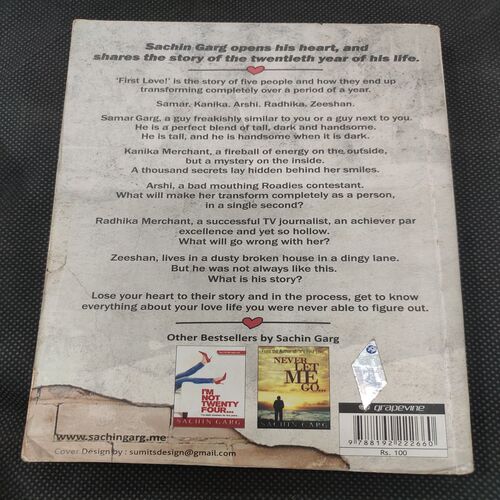 Sachin Garg opens his heart, and
shares the story of the twentieth year of his life.
'First Love!' is the story of five people and how they end up
transforming completely over a period of a year.
Samar. Kanika. Arshi. Radhika. Zeeshan.
Samar Garg, a guy freakishly similar to you or a guy next to you.
He is a perfect blend of tall, dark and handsome.
He is tall, and he is handsome when it is dark.
Kanika Merchant, a fireball of energy on the outside,
but a mystery on the inside.
A thousand secrets lay hidden behind her smiles.
Arshi, a bad mouthing Roadies contestant.
What will make her transform completely as a person,
in a single second?
Radhika Merchant, a successful TV journalist, an achiever par
excellence and yet so hollow.
What will go wrong with her?
Zeeshan, lives in a dusty broken house in a dingy lane.
But he was not always like this.
What is his story?
Lose your heart to their story and in the process, get to know
everything about your love life you were never able to figure out.
Other Bestsellers by Sachin Garg
I'M
NOT TWENTY
FOUR...
SACHIN GARG
NEVER
LET
ME
GO...
SACHIN GARG
www.sachingarg.me
Cover Design by : sumitsdesign@gmail.com
grapevine
9 788192 222660
Rs. 100